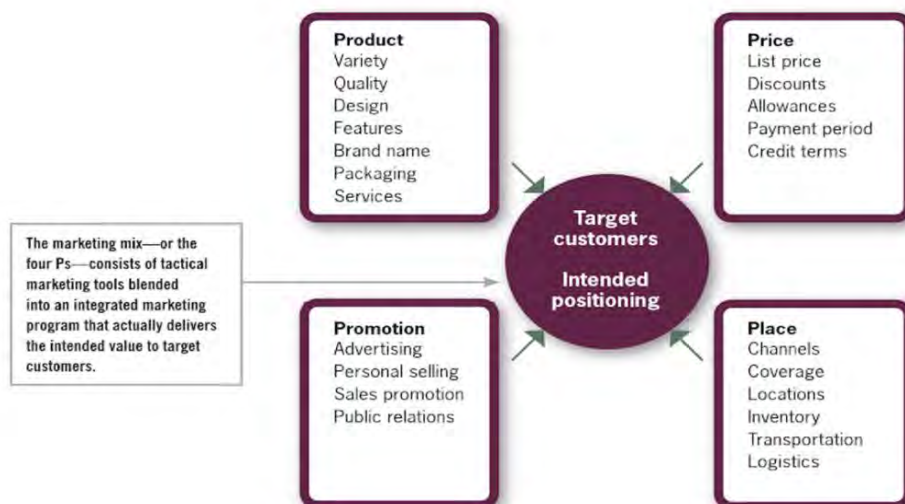 Product
Variety
Quality
Design
Features
Brand name
Packaging
Services
Price
List price
Discounts
Allowances
Payment period
Credit terms
Target
customers
Intended
positioning
The marketing mix—or the
four Ps—consists of tactical
marketing tools blended
into an integrated marketing
program that actually delivers
the intended value to target
customers.
Promotion
Advertising
Personal selling
Sales promotion
Public relations
Place
Channels
Coverage
Locations
Inventory
Transportation
Logistics